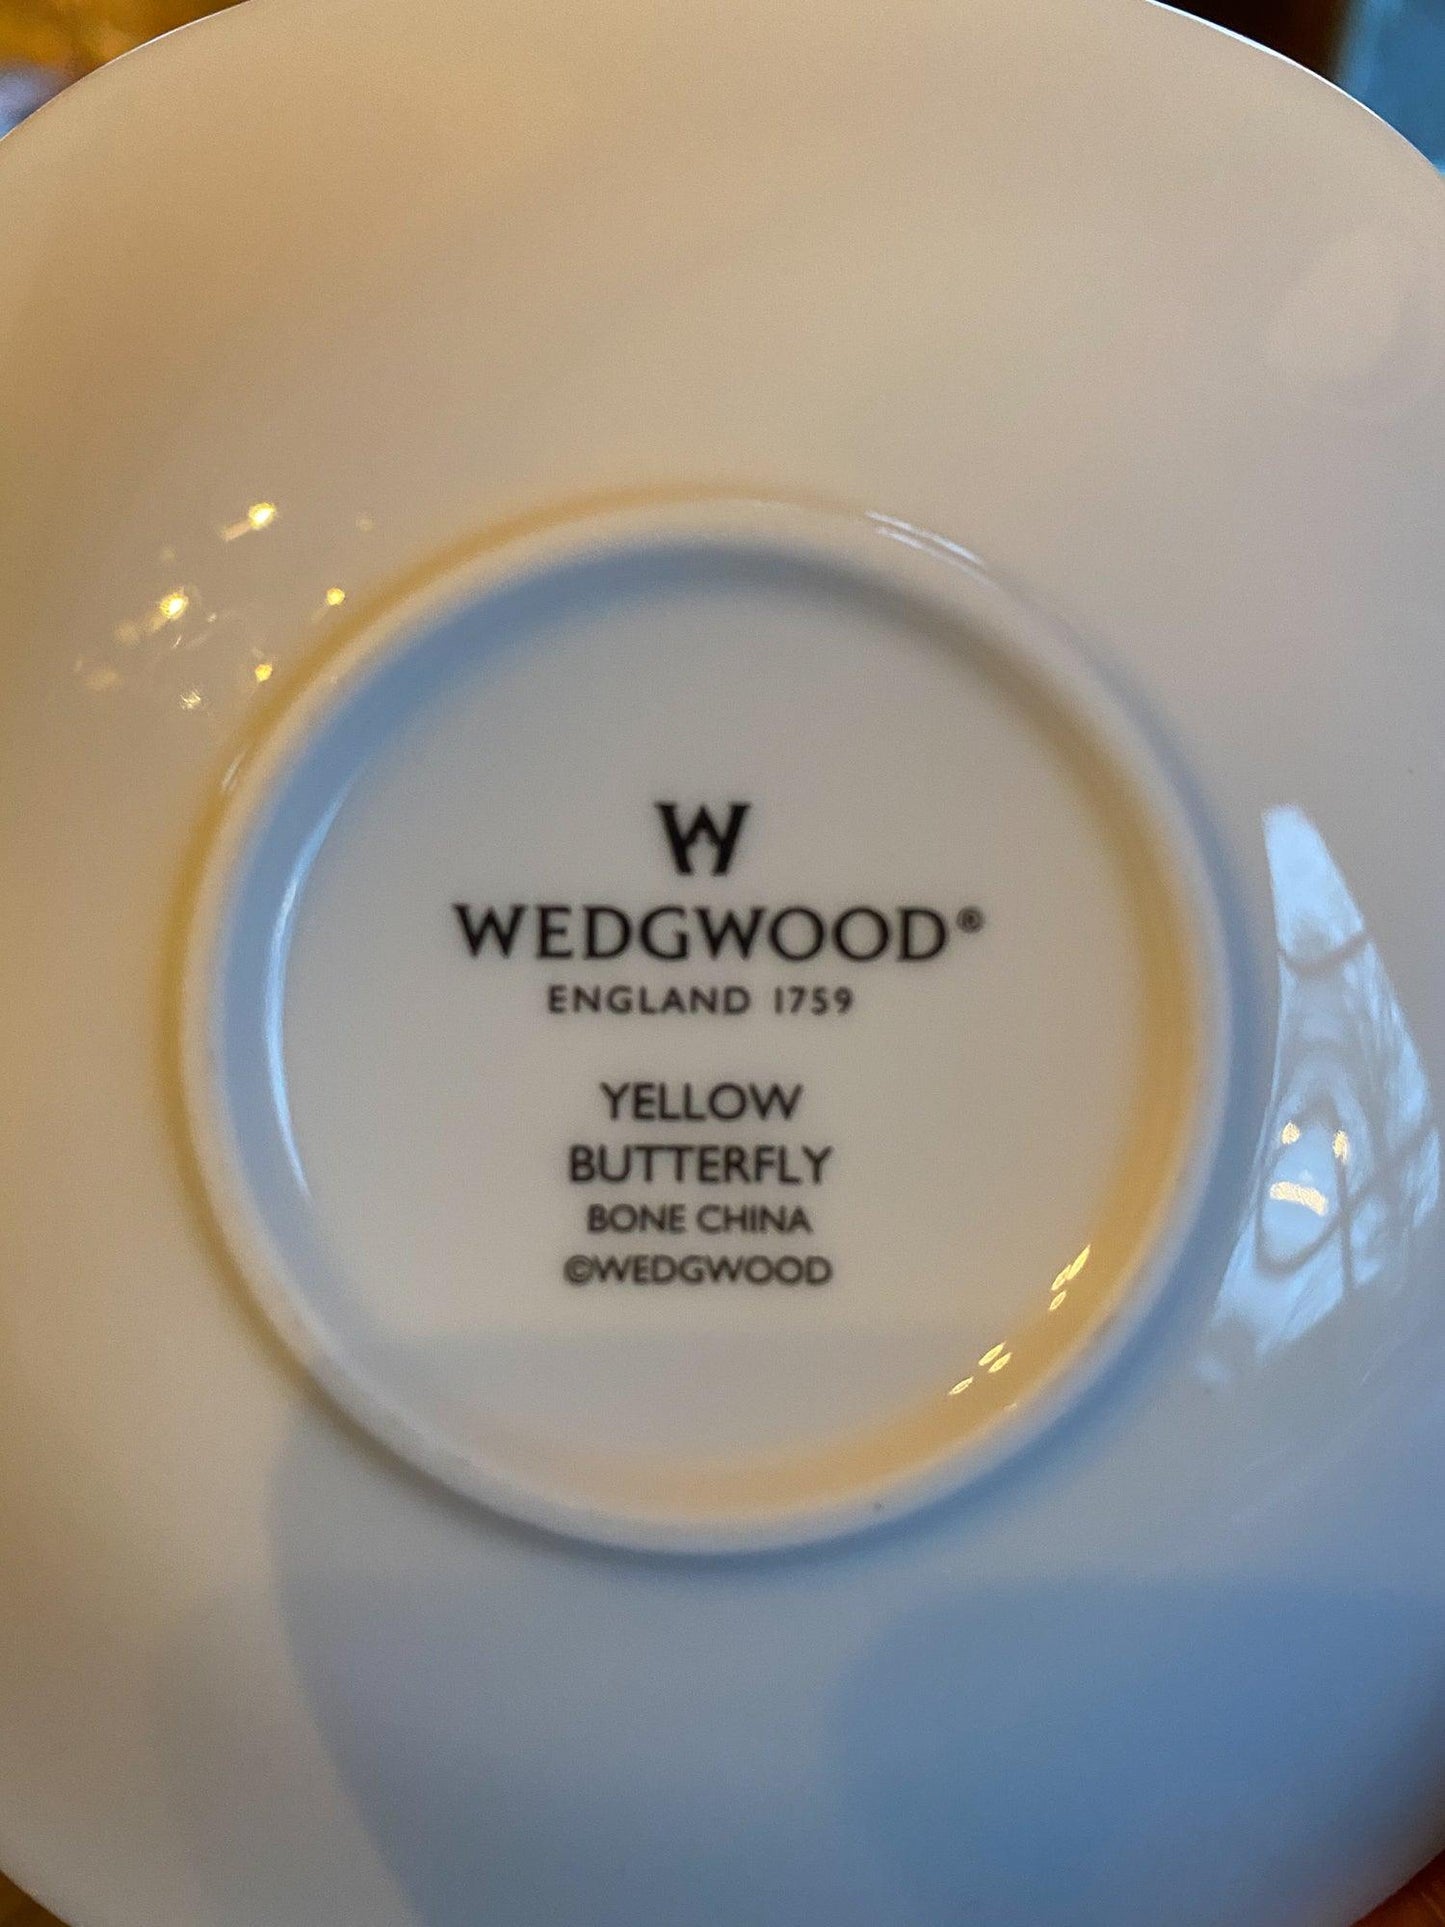 W
WEDGWOOD®
ENGLAND 1759
YELLOW
BUTTERFLY
BONE CHINA
©WEDGWOOD